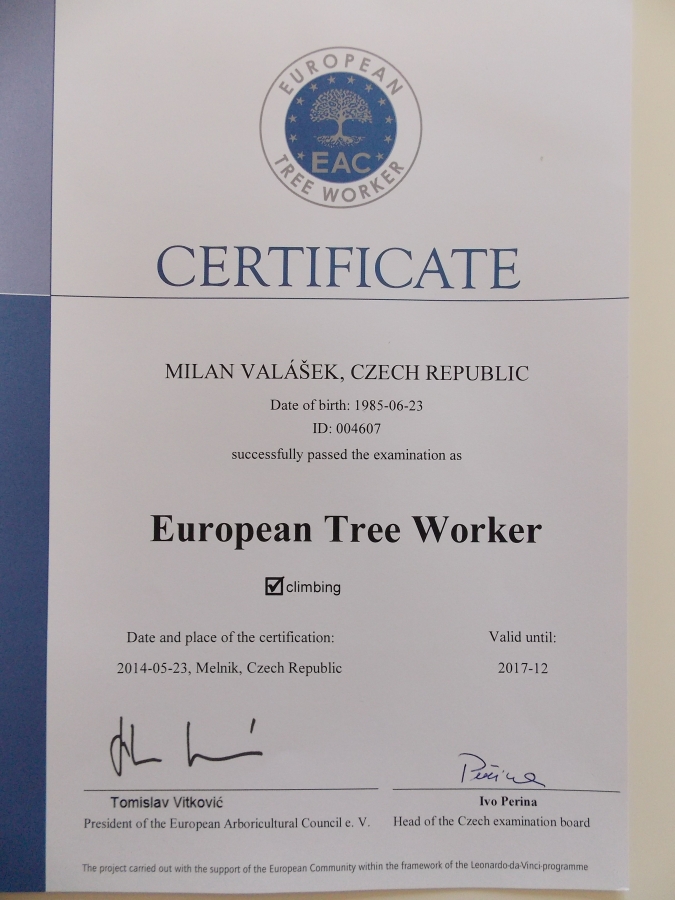 EUROPEAN
EAC
TREE WORKER
CERTIFICATE
MILAN VALÁŠEK, CZECH REPUBLIC
Date of birth: 1985-06-23
ID: 004607
successfully passed the examination as
European Tree Worker
☑ climbing
Date and place of the certification:
Valid until:
2014-05-23, Melnik, Czech Republic
2017-12
Perina
Tomislav Vitković
Ivo Perina
President of the European Arboricultural Council e. V.
Head of the Czech examination board
The project carried out with the support of the European Community within the framework of the Leonardo-da-Vinci-programme